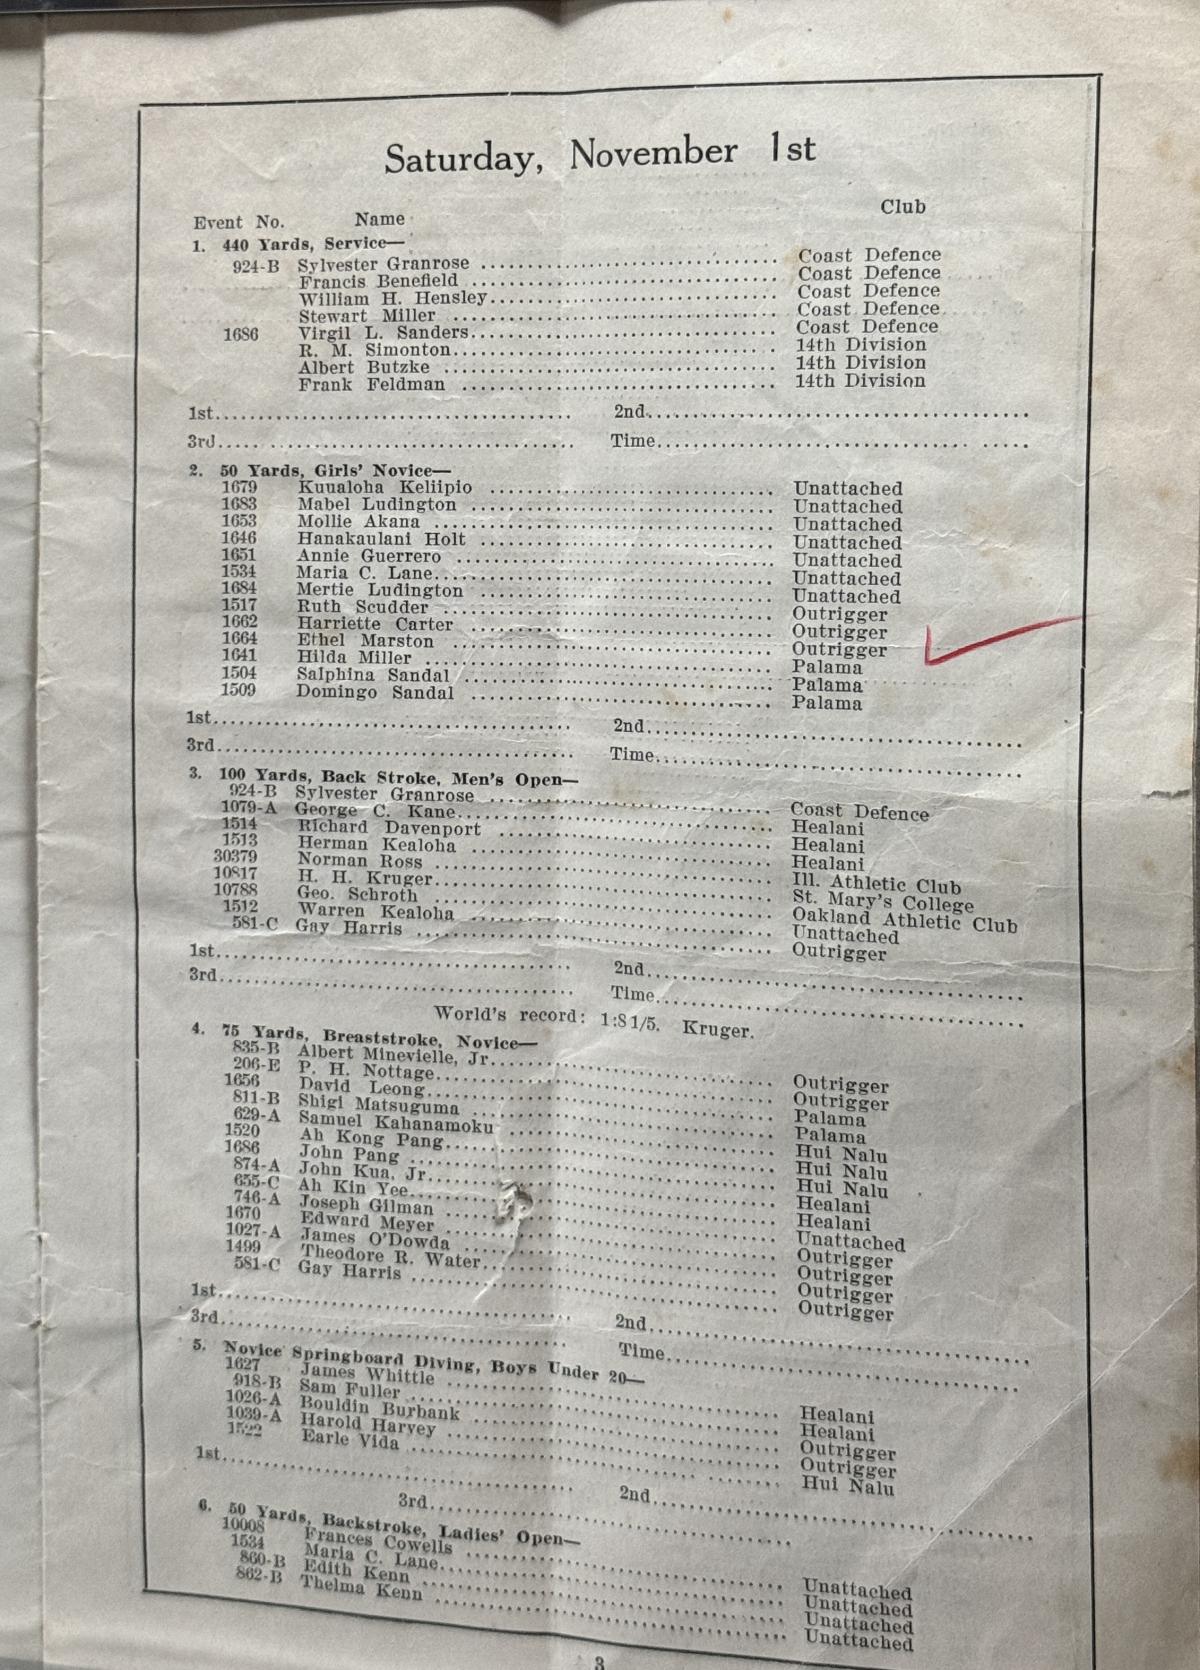 Saturday, November 1st
Event No. Name Club
1. 440 Yards, Service—
924-B Sylvester Granrose ........ Coast Defence
Francis Benefield ........ Coast Defence
William H. Hensley ........ Coast Defence
Stewart Miller ........ Coast Defence
1686 Virgil L. Sanders ........ Coast Defence
R. M. Simonton ........ 14th Division
Albert Butzke ........ 14th Division
Frank Feldman ........ 14th Division
1st ........ 2nd ........
3rd ........ Time ........
2. 50 Yards, Girls' Novice—
1679 Kuualoha Keliipio ........ Unattached
1683 Mabel Ludington ........ Unattached
1653 Mollie Akana ........ Unattached
1646 Hanakaulani Holt ........ Unattached
1651 Annie Guerrero ........ Unattached
1534 Maria C. Lane ........ Unattached
1684 Mertie Ludington ........ Unattached
1517 Ruth Scudder ........ Outrigger
1662 Harriette Carter ........ Outrigger
1664 Ethel Marston ........ Outrigger
1641 Hilda Miller ........ Palama
1504 Salphina Sandal ........ Palama
1509 Domingo Sandal ........ Palama
1st ........ 2nd ........
3rd ........ Time ........
3. 100 Yards, Back Stroke, Men's Open—
924-B Sylvester Granrose ........ Coast Defence
1079-A George C. Kane ........ Healani
1514 Richard Davenport ........ Healani
1513 Herman Kealoha ........ Healani
30379 Norman Ross ........ Ill. Athletic Club
10817 H. H. Kruger ........ St. Mary's College
10788 Geo. Schroth ........ Oakland Athletic Club
1512 Warren Kealoha ........ Unattached
581-C Gay Harris ........ Outrigger
1st ........ 2nd ........
3rd ........ Time ........
World's record: 1:8 1/5. Kruger.
4. 75 Yards, Breaststroke, Novice—
835-B Albert Minevielle, Jr. ........ Outrigger
206-E P. H. Nottage ........ Outrigger
1656 David Leong ........ Palama
811-B Shigi Matsuguma ........ Palama
629-A Samuel Kahanamoku ........ Hui Nalu
1520 Ah Kong Pang ........ Hui Nalu
1686 John Pang ........ Hui Nalu
874-A John Kua, Jr. ........ Healani
655-C Ah Kin Yee ........ Healani
746-A Joseph Gilman ........ Unattached
1670 Edward Meyer ........ Outrigger
1027-A James O'Dowda ........ Outrigger
1499 Theodore R. Water ........ Outrigger
581-C Gay Harris ........ Outrigger
1st ........ 2nd ........
3rd ........ Time ........
5. Novice Springboard Diving, Boys Under 20—
1627 James Whittle ........ Healani
918-B Sam Fuller ........ Healani
1026-A Bouldin Burbank ........ Outrigger
1039-A Harold Harvey ........ Outrigger
1522 Earle Vida ........ Hui Nalu
1st ........ 2nd ........
3rd ........
6. 50 Yards, Backstroke, Ladies' Open—
10008 Frances Cowells ........ Unattached
1534 Maria C. Lane ........ Unattached
860-B Edith Kenn ........ Unattached
862-B Thelma Kenn ........ Unattached
3